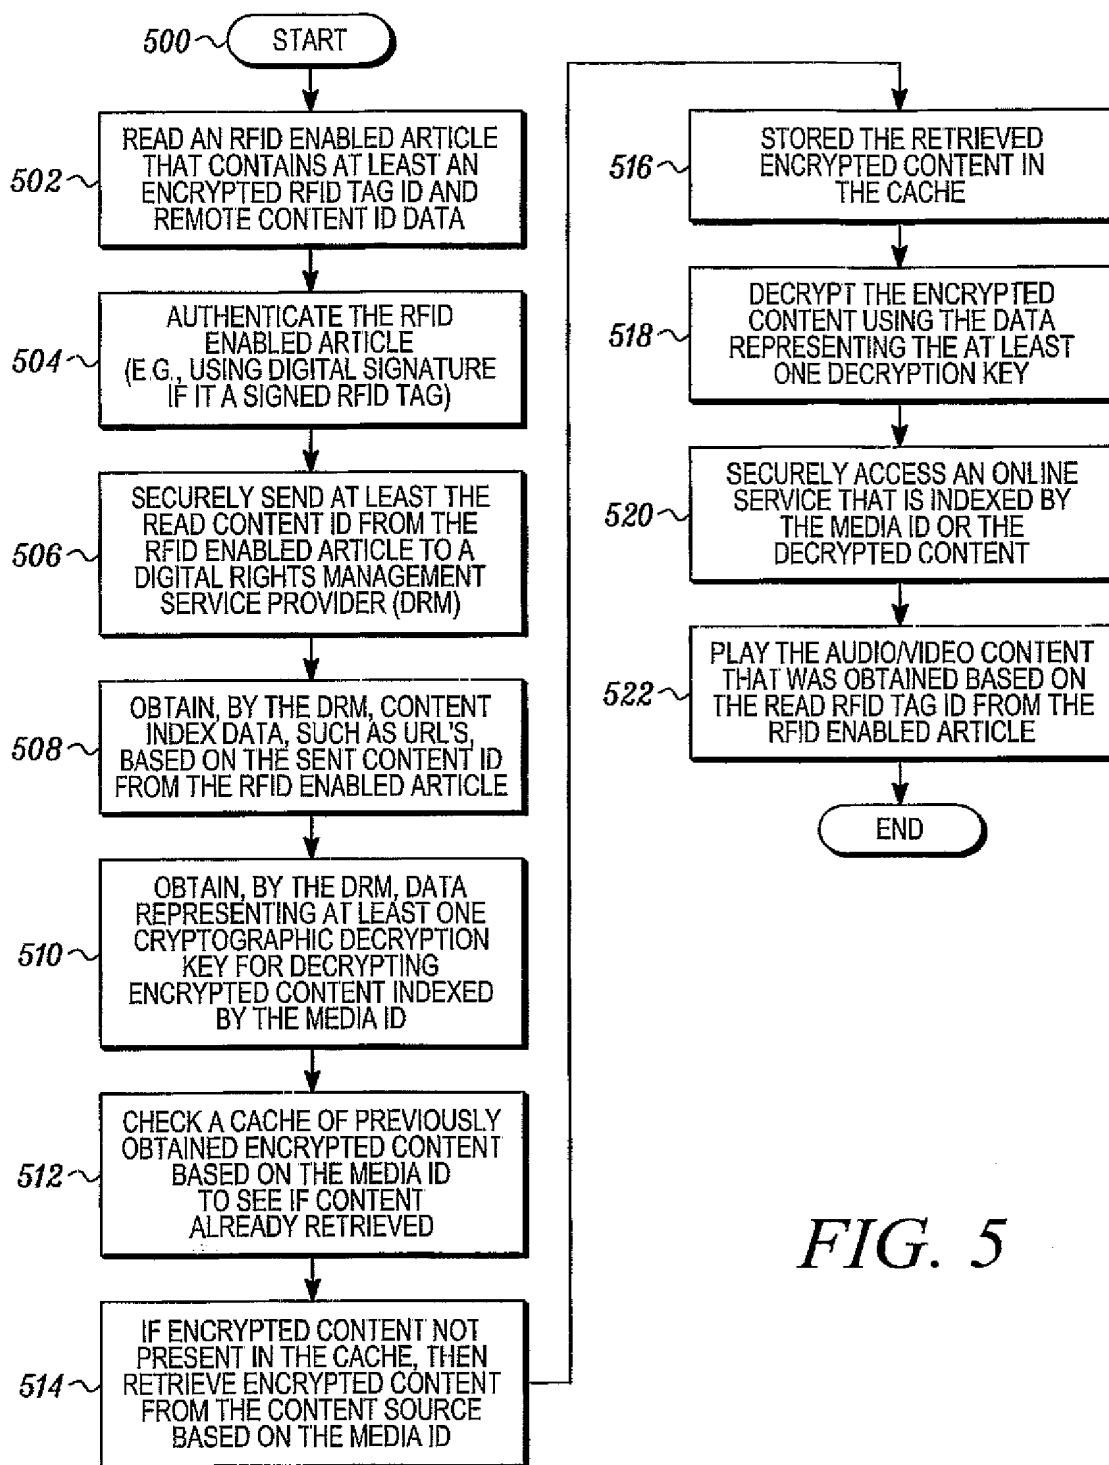 500
START
502
READ AN RFID ENABLED ARTICLE
THAT CONTAINS AT LEAST AN
ENCRYPTED RFID TAG ID AND
REMOTE CONTENT ID DATA
504
AUTHENTICATE THE RFID
ENABLED ARTICLE
(E.G., USING DIGITAL SIGNATURE
IF IT A SIGNED RFID TAG)
506
SECURELY SEND AT LEAST THE
READ CONTENT ID FROM THE
RFID ENABLED ARTICLE TO A
DIGITAL RIGHTS MANAGEMENT
SERVICE PROVIDER (DRM)
508
OBTAIN, BY THE DRM, CONTENT
INDEX DATA, SUCH AS URL'S,
BASED ON THE SENT CONTENT ID
FROM THE RFID ENABLED ARTICLE
510
OBTAIN, BY THE DRM, DATA
REPRESENTING AT LEAST ONE
CRYPTOGRAPHIC DECRYPTION
KEY FOR DECRYPTING
ENCRYPTED CONTENT INDEXED
BY THE MEDIA ID
512
CHECK A CACHE OF PREVIOUSLY
OBTAINED ENCRYPTED CONTENT
BASED ON THE MEDIA ID
TO SEE IF CONTENT
ALREADY RETRIEVED
514
IF ENCRYPTED CONTENT NOT
PRESENT IN THE CACHE, THEN
RETRIEVE ENCRYPTED CONTENT
FROM THE CONTENT SOURCE
BASED ON THE MEDIA ID
516
STORED THE RETRIEVED
ENCRYPTED CONTENT IN
THE CACHE
518
DECRYPT THE ENCRYPTED
CONTENT USING THE DATA
REPRESENTING THE AT LEAST
ONE DECRYPTION KEY
520
SECURELY ACCESS AN ONLINE
SERVICE THAT IS INDEXED BY
THE MEDIA ID OR THE
DECRYPTED CONTENT
522
PLAY THE AUDIO/VIDEO CONTENT
THAT WAS OBTAINED BASED ON
THE READ RFID TAG ID FROM THE
RFID ENABLED ARTICLE
END
FIG. 5